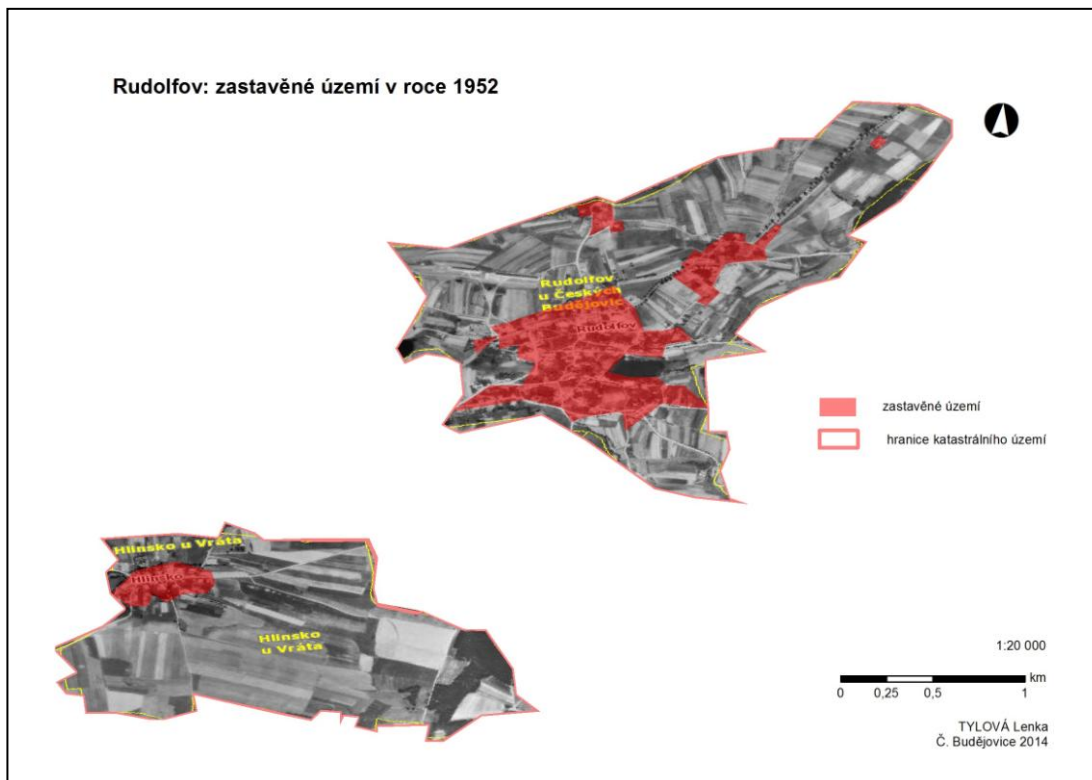 Rudolfov: zastavěné území v roce 1952
Rudolfov
u Českých
Budějovic
Rudolfov
zastavěné území
hranice katastrálního území
Hlinsko u Vráta
Hlinsko
Hlinsko
u Vráta
1:20 000
km
0 0,25 0,5 1
TYLOVÁ Lenka
Č. Budějovice 2014